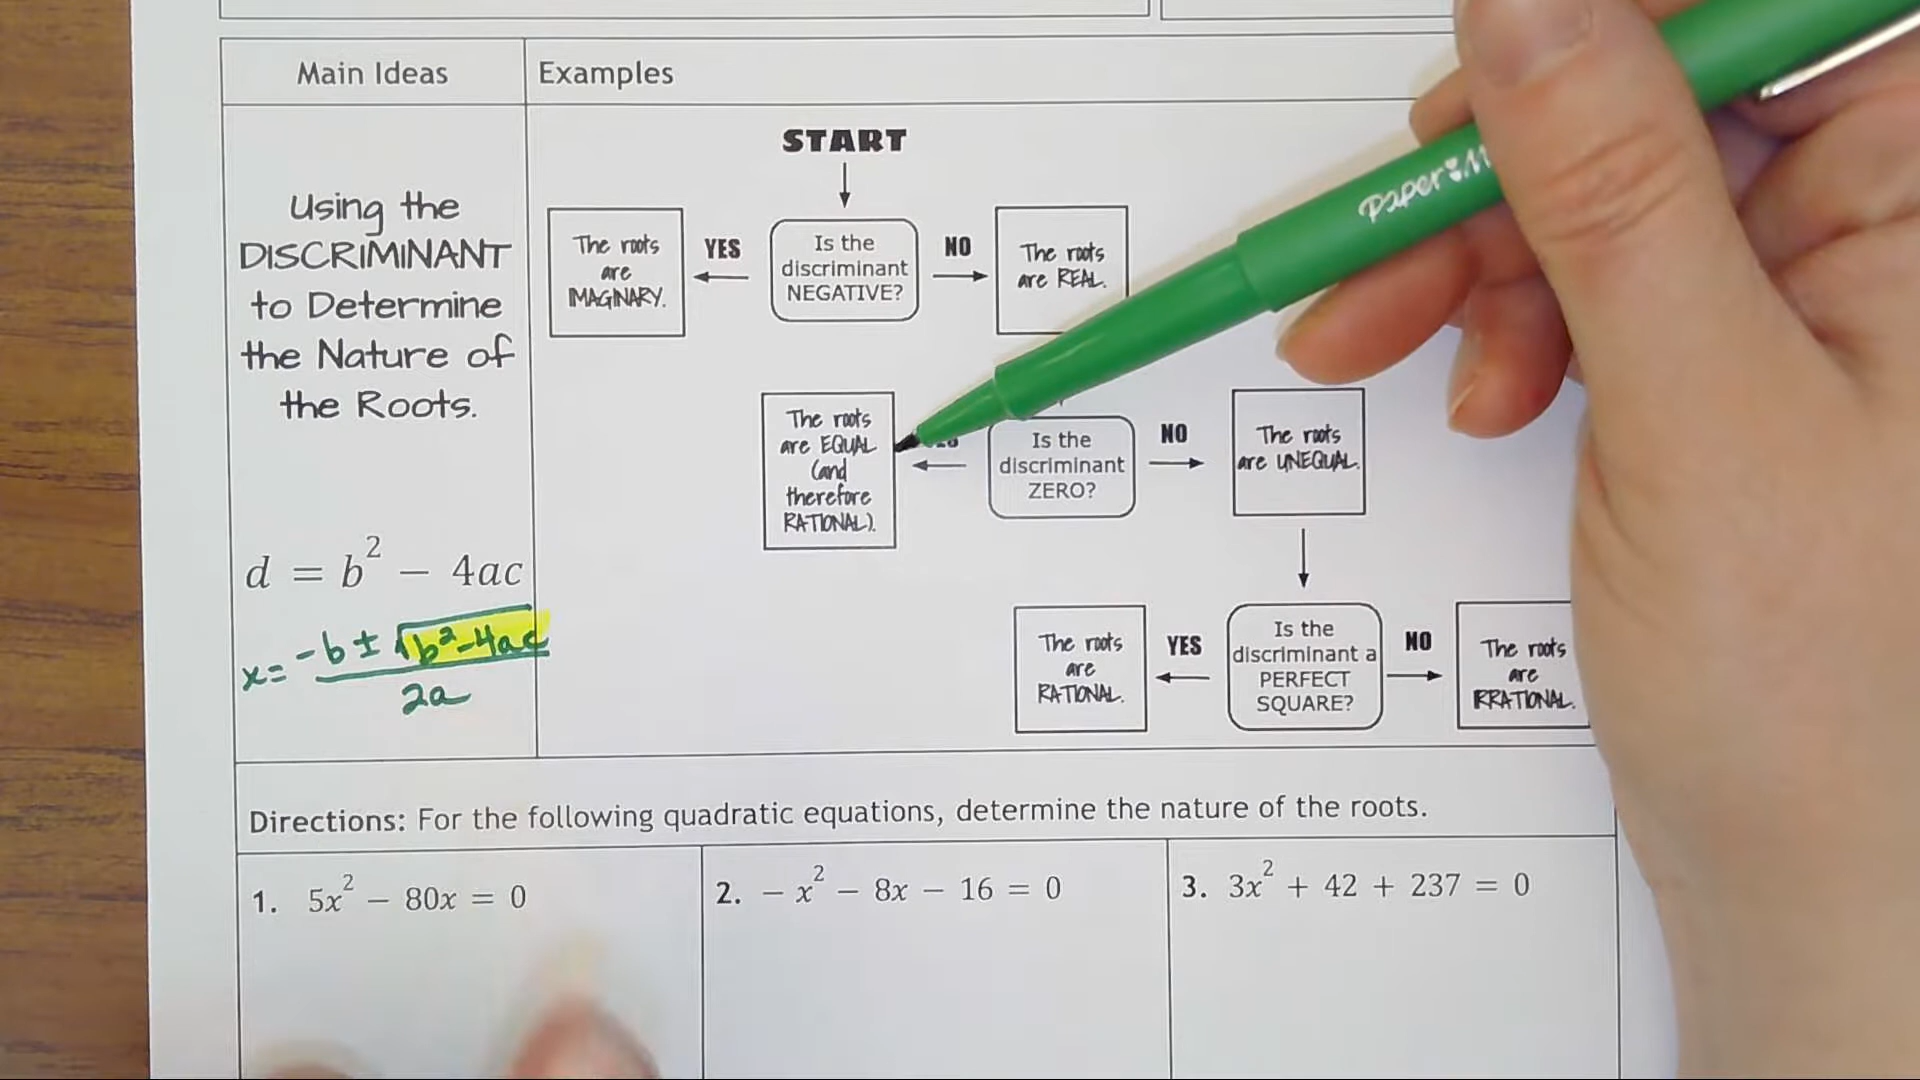 Main Ideas
Examples
Using the
DISCRIMINANT
to Determine
the Nature of
the Roots.
d = b² − 4ac
x = -b ± √b²-4ac
2a
START
The roots
are
IMAGINARY.
YES
Is the
discriminant
NEGATIVE?
NO
The roots
are REAL.
The roots
are EQUAL
(and
therefore
RATIONAL).
Is the
discriminant
ZERO?
NO
The roots
are UNEQUAL.
The roots
are
RATIONAL.
YES
Is the
discriminant a
PERFECT
SQUARE?
NO
The roots
are
IRRATIONAL.
Directions: For the following quadratic equations, determine the nature of the roots.
1. 5x² − 80x = 0
2. − x² − 8x − 16 = 0
3. 3x² + 42 + 237 = 0
Paper